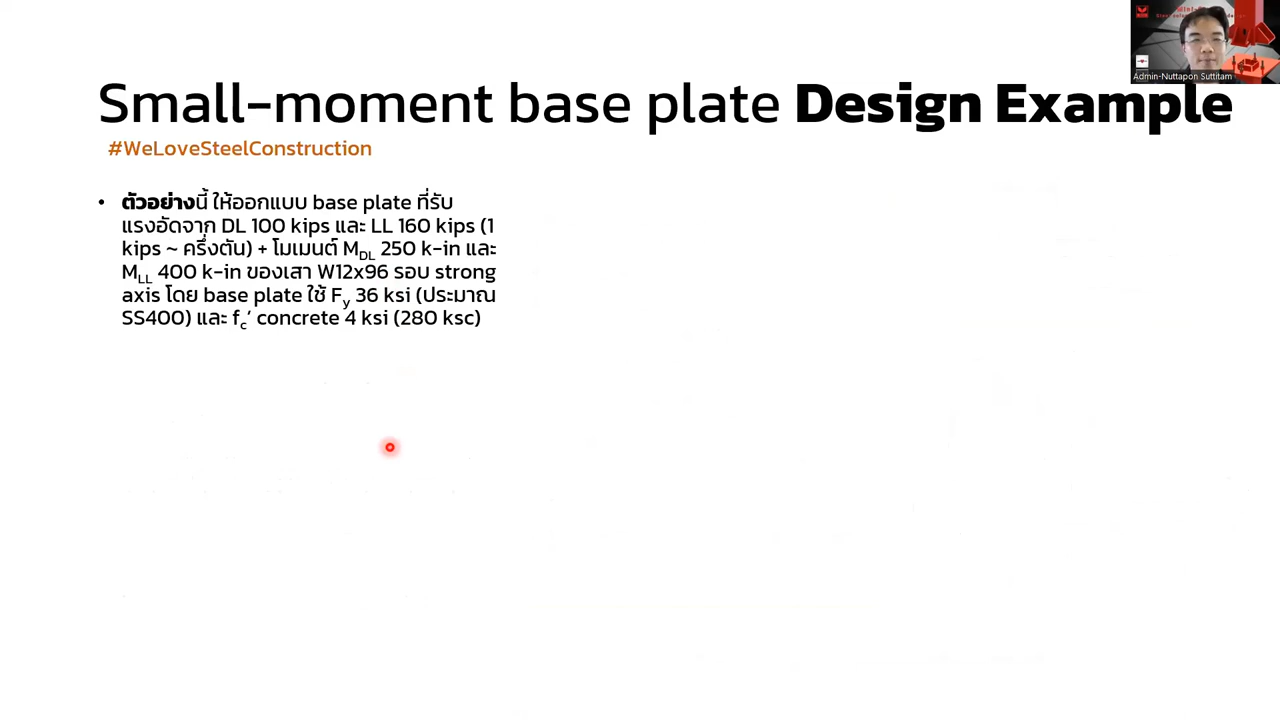 Admin-Nuttapon Suttitam
Small-moment base plate Design Example
#WeLoveSteelConstruction
• ตัวอย่างนี้ ให้ออกแบบ base plate ที่รับ
แรงอัดจาก DL 100 kips และ LL 160 kips (1
kips ~ ครึ่งตัน) + โมเมนต์ MDL 250 k-in และ
MLL 400 k-in ของเสา W12x96 รอบ strong
axis โดย base plate ใช้ Fy 36 ksi (ประมาณ
SS400) และ fc’ concrete 4 ksi (280 ksc)